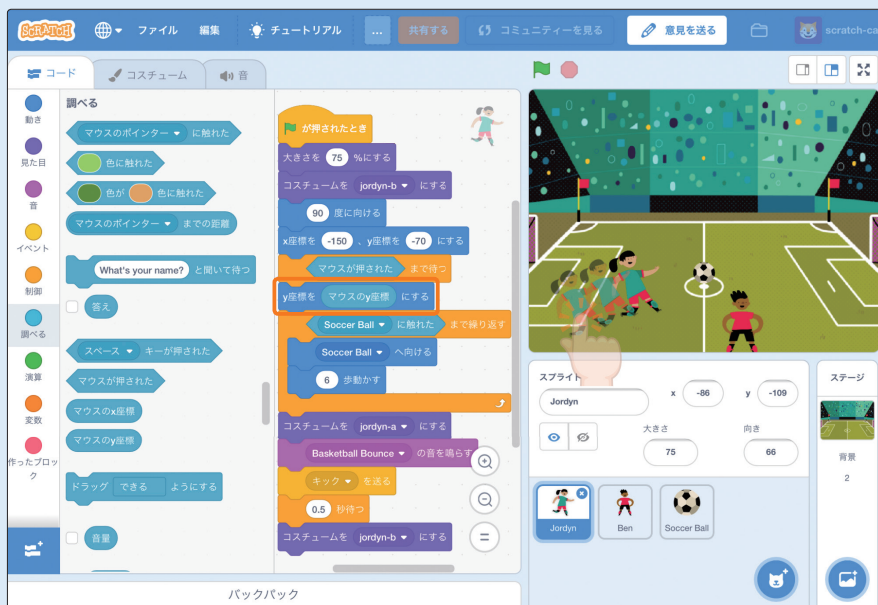 SCRATCH
ファイル
編集
チュートリアル
...
共有する
コミュニティーを見る
意見を送る
scratch-ca
コード
コスチューム
音
動き
見た目
音
イベント
制御
調べる
演算
変数
作ったブロッ
ク
調べる
マウスのポインター に触れた
色に触れた
色が 色に触れた
マウスのポインター までの距離
What's your name? と聞いて待つ
答え
スペース キーが押された
マウスが押された
マウスのx座標
マウスのy座標
ドラッグ できる ようにする
音量
が押されたとき
大きさを 75 %にする
コスチュームを jordyn-b にする
90 度に向ける
x座標を -150 、y座標を -70 にする
マウスが押された まで待つ
y座標を マウスのy座標 にする
Soccer Ball に触れた まで繰り返す
Soccer Ball へ向ける
6 歩動かす
コスチュームを jordyn-a にする
Basketball Bounce の音を鳴らす
キック を送る
0.5 秒待つ
コスチュームを jordyn-b にする
バックパック
スプライト
Jordyn
x -86
y -109
大きさ
75
向き
66
Jordyn
Ben
Soccer Ball
ステージ
背景
2